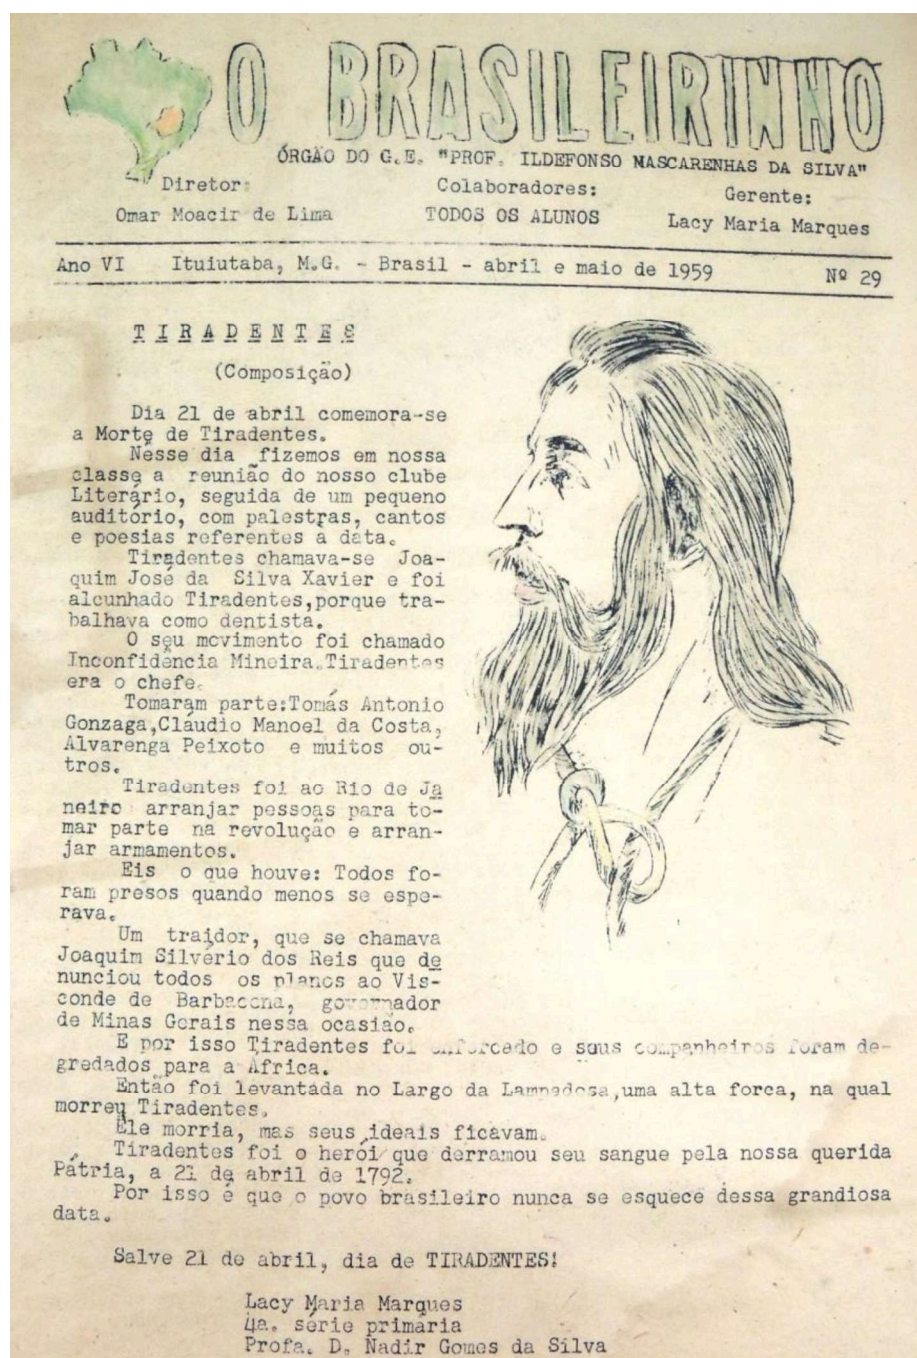 O BRASILEIRINHO
ÓRGÃO DO G.E. "PROF. ILDEFONSO MASCARENHAS DA SILVA"
Diretor: Colaboradores: Gerente:
Omar Moacir de Lima TODOS OS ALUNOS Lacy Maria Marques
Ano VI Ituiutaba, M.G. - Brasil - abril e maio de 1959 Nº 29
TIRADENTES
(Composição)
Dia 21 de abril comemora-se
a Morte de Tiradentes.
Nesse dia fizemos em nossa
classe a reunião do nosso clube
Literário, seguida de um pequeno
auditório, com palestras, cantos
e poesias referentes a data.
Tiradentes chamava-se Joa-
quim José da Silva Xavier e foi
alcunhado Tiradentes,porque tra-
balhava como dentista.
O seu movimento foi chamado
Inconfidência Mineira.Tiradentes
era o chefe.
Tomaram parte:Tomás Antonio
Gonzaga,Cláudio Manoel da Costa,
Alvarenga Peixoto e muitos ou-
tros.
Tiradentes foi ao Rio de Ja
neiro arranjar pessoas para to-
mar parte na revolução e arran-
jar armamentos.
Eis o que houve: Todos fo-
ram presos quando menos se espe-
rava.
Um traidor, que se chamava
Joaquim Silvério dos Reis que de
nunciou todos os planos ao Vis-
conde de Barbacena, governador
de Minas Gerais nessa ocasião.
E por isso Tiradentes foi enforcado e seus companheiros foram de-
gredados para a África.
Então foi levantada no Largo da Lampadosa,uma alta forca, na qual
morreu Tiradentes.
Ele morria, mas seus ideais ficavam.
Tiradentes foi o herói que derramou seu sangue pela nossa querida
Pátria, a 21 de abril de 1792.
Por isso é que o povo brasileiro nunca se esquece dessa grandiosa
data.
Salve 21 de abril, dia de TIRADENTES!
Lacy Maria Marques
4a. série primaria
Profa. D. Nadir Gomes da Silva